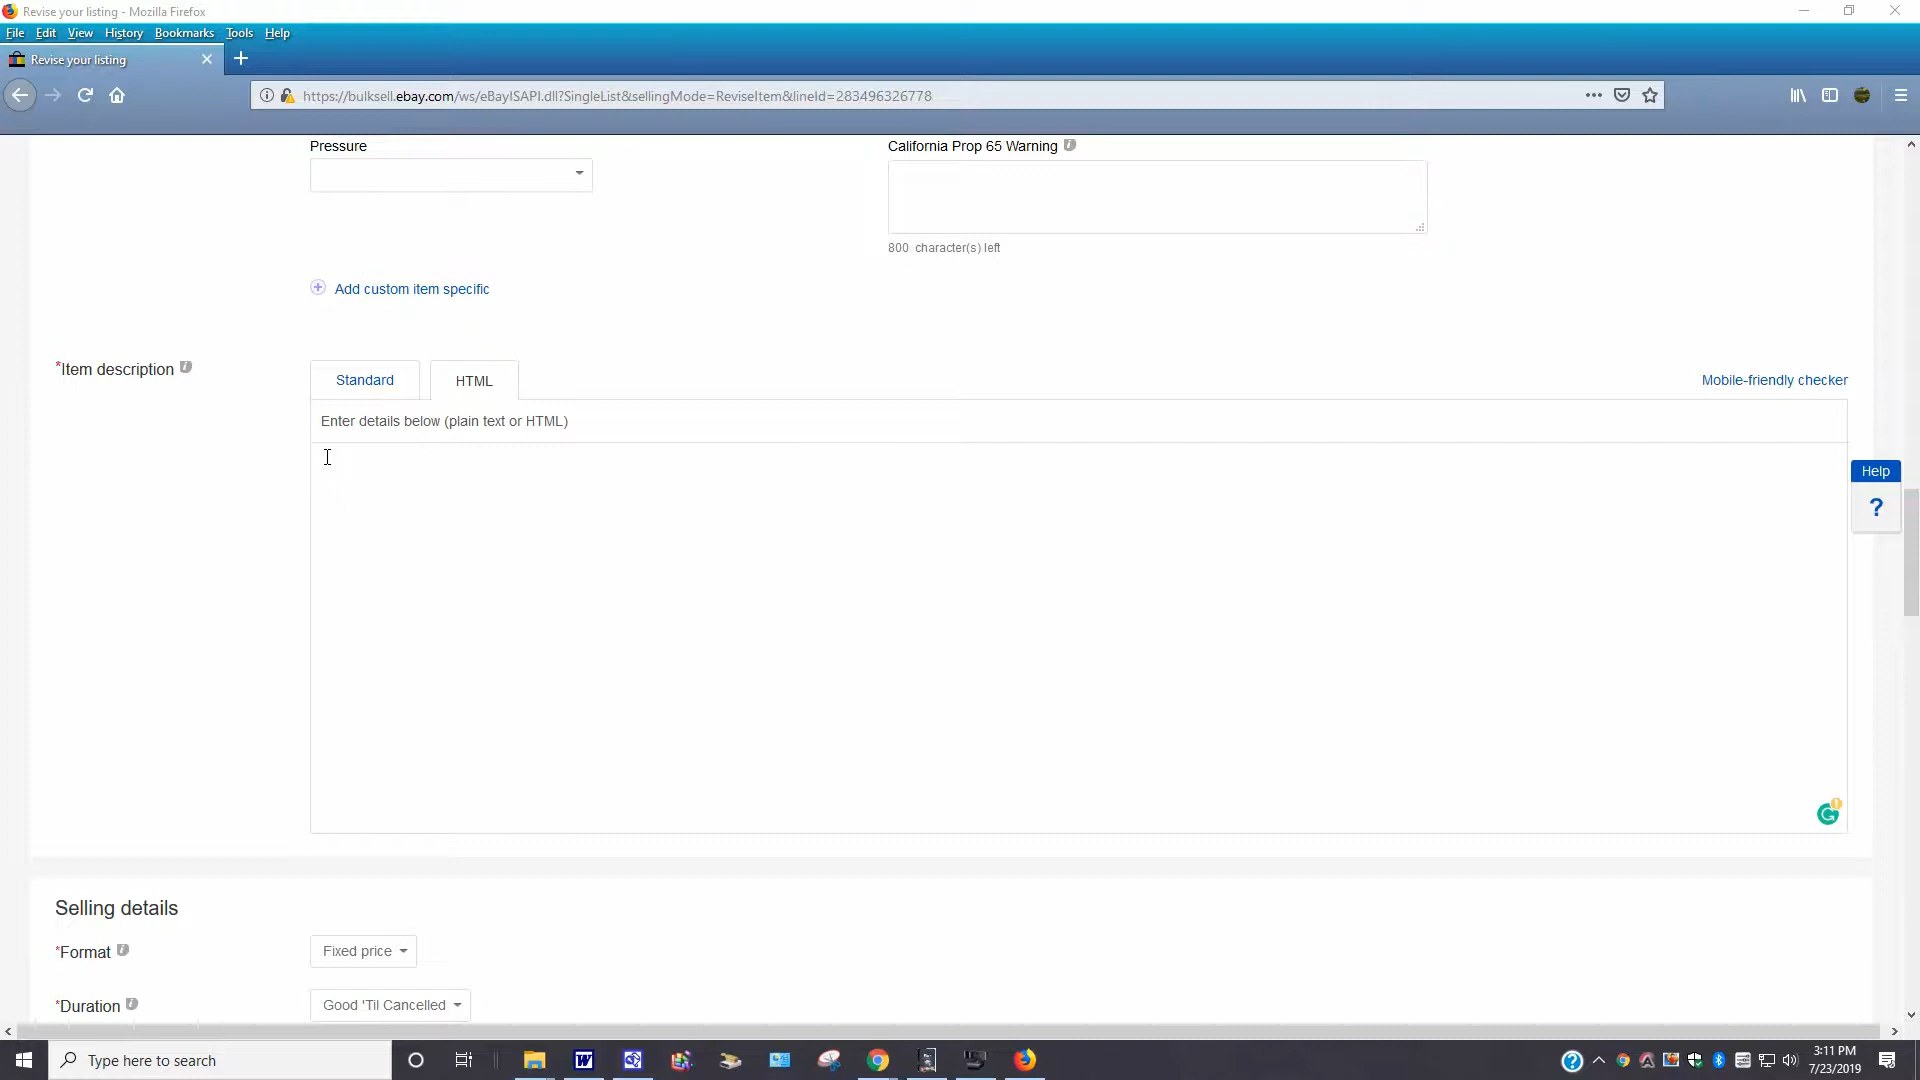 Revise your listing - Mozilla Firefox
File Edit View History Bookmarks Tools Help
Revise your listing
https://bulksell.ebay.com/ws/eBayISAPI.dll?SingleList&sellingMode=ReviseItem&lineId=283496326778
Pressure
California Prop 65 Warning
800 character(s) left
Add custom item specific
*Item description
Standard
HTML
Mobile-friendly checker
Enter details below (plain text or HTML)
Help
?
Selling details
*Format
Fixed price
*Duration
Good 'Til Cancelled
Type here to search
3:11 PM
7/23/2019